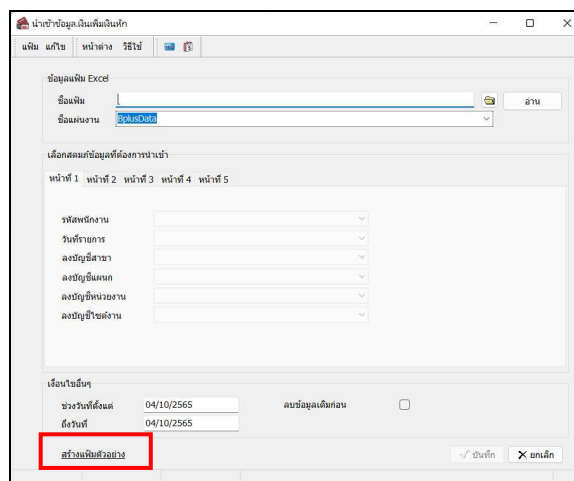 นำเข้าข้อมูลเงินเพิ่มเงินหัก
แฟ้ม แก้ไข หน้าต่าง วิธีใช้
ข้อมูลแฟ้ม Excel
ชื่อแฟ้ม อ่าน
ชื่อแผ่นงาน BplusData
เลือกสดมภ์ข้อมูลที่ต้องการนำเข้า
หน้าที่ 1 หน้าที่ 2 หน้าที่ 3 หน้าที่ 4 หน้าที่ 5
รหัสพนักงาน
วันที่รายการ
ลงบัญชีสาขา
ลงบัญชีแผนก
ลงบัญชีหน่วยงาน
ลงบัญชีไซด์งาน
เงื่อนไขอื่นๆ
ช่วงวันที่ตั้งแต่ 04/10/2565 ลบข้อมูลเดิมก่อน
ถึงวันที่ 04/10/2565
สร้างแฟ้มตัวอย่าง บันทึก ยกเลิก